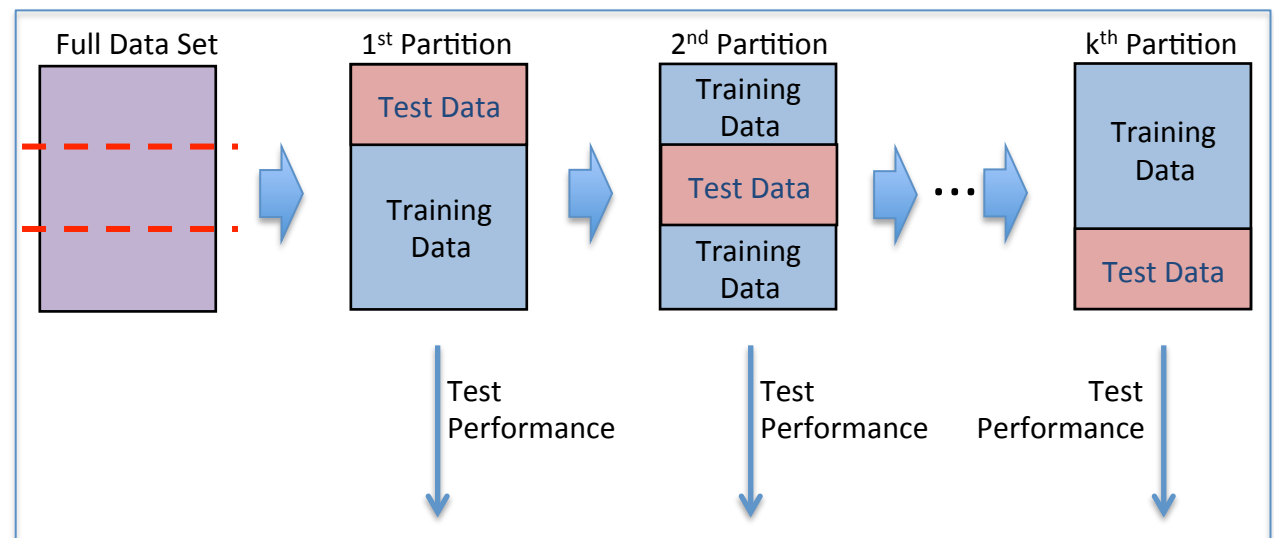 Full Data Set
1st Partition
2nd Partition
kth Partition
Test Data
Training
Data
Training
Data
Test Data
Training
Data
...
Training
Data
Test Data
Test
Performance
Test
Performance
Test
Performance